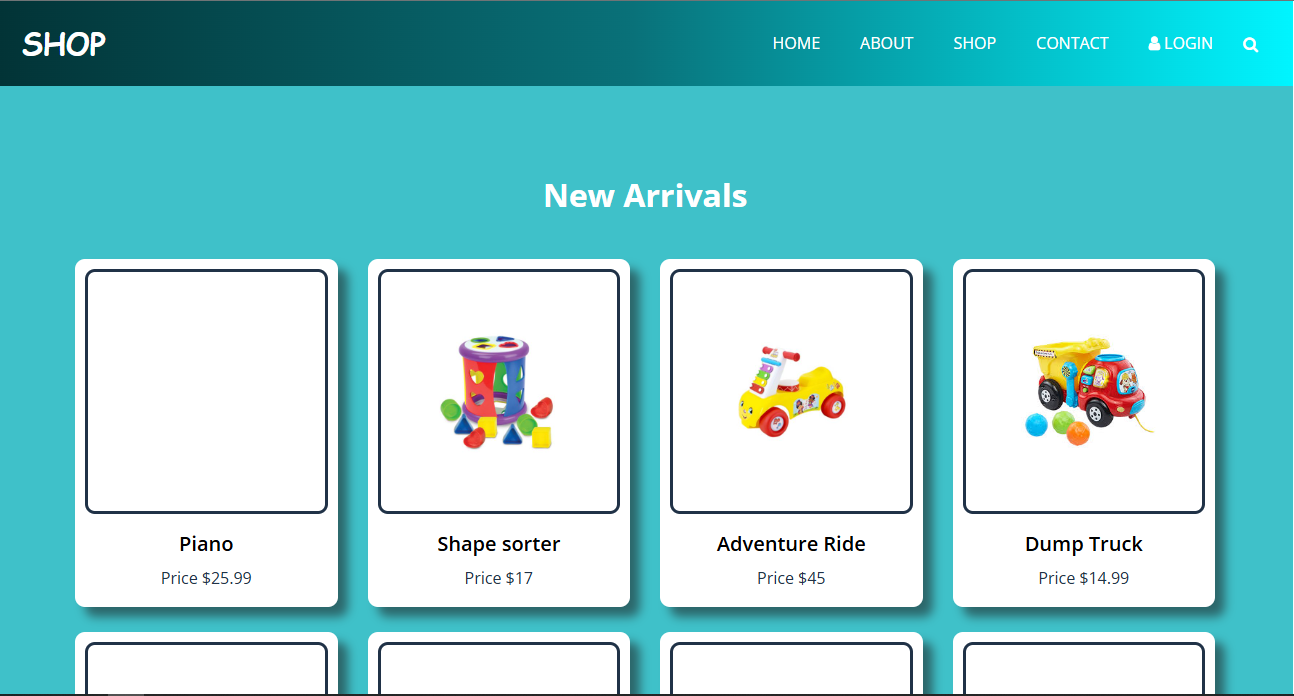 SHOP
HOME ABOUT SHOP CONTACT LOGIN
New Arrivals
Piano Shape sorter Adventure Ride Dump Truck
Price $25.99 Price $17 Price $45 Price $14.99